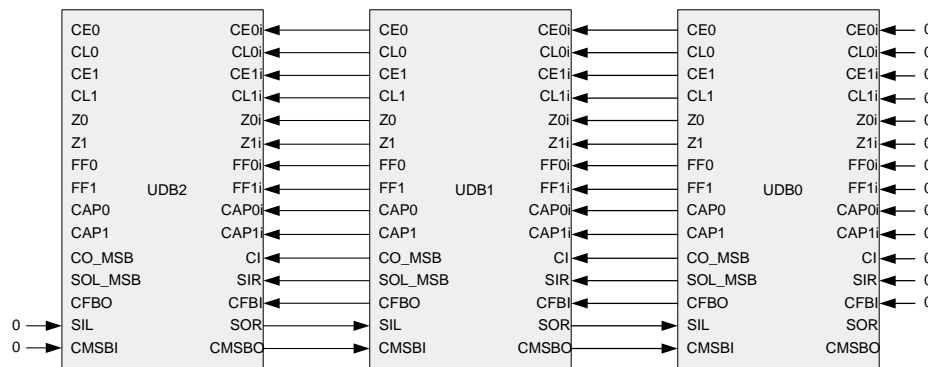 CE0 CE0i CE0 CE0i CE0 CE0i 0
CL0 CL0i CL0 CL0i CL0 CL0i 0
CE1 CE1i CE1 CE1i CE1 CE1i 0
CL1 CL1i CL1 CL1i CL1 CL1i 0
Z0 Z0i Z0 Z0i Z0 Z0i 0
Z1 Z1i Z1 Z1i Z1 Z1i 0
FF0 FF0i FF0 FF0i FF0 FF0i 0
FF1 UDB2 FF1i FF1 UDB1 FF1i FF1 UDB0 FF1i 0
CAP0 CAP0i CAP0 CAP0i CAP0 CAP0i 0
CAP1 CAP1i CAP1 CAP1i CAP1 CAP1i 0
CO_MSB CI CO_MSB CI CO_MSB CI 0
SOL_MSB SIR SOL_MSB SIR SOL_MSB SIR 0
CFBO CFBI CFBO CFBI CFBO CFBI 0
0 SIL SOR SIL SOR SIL SOR
0 CMSBI CMSBO CMSBI CMSBO CMSBI CMSBO